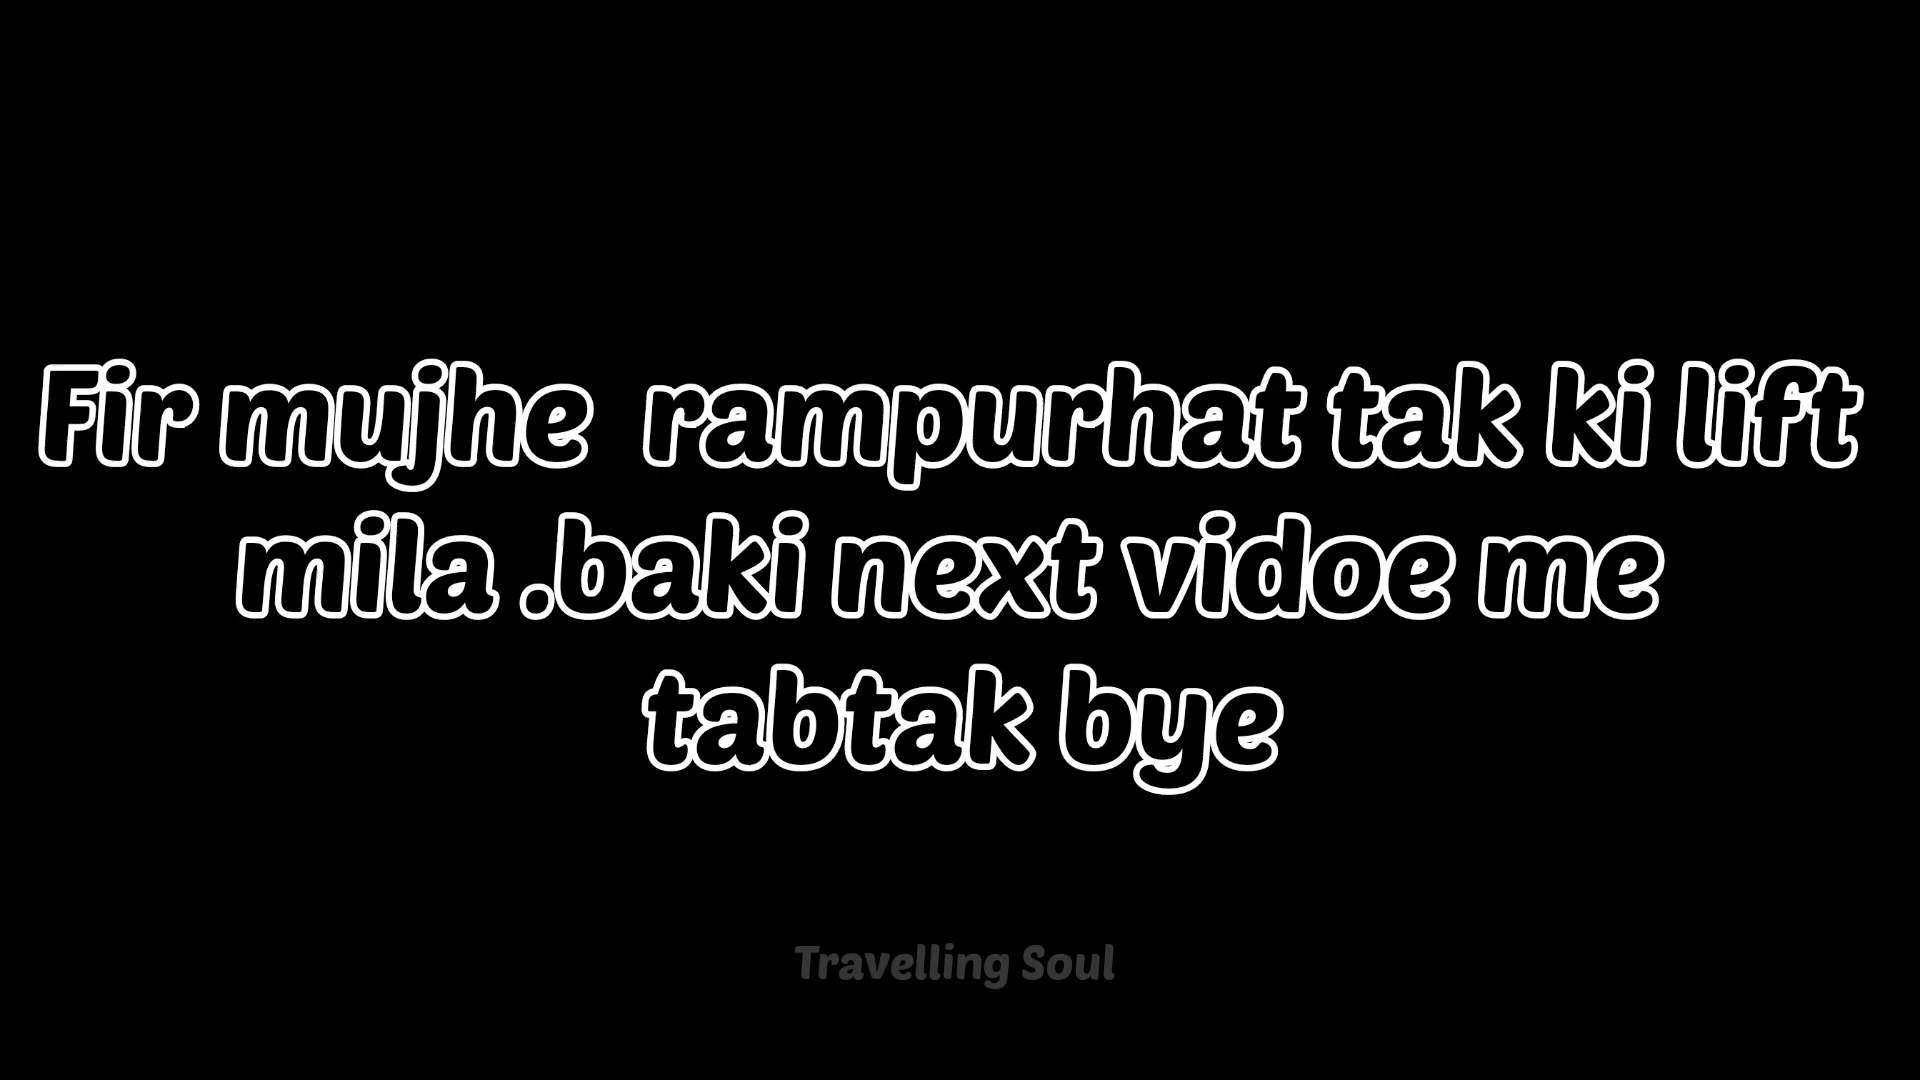 Fir mujhe  rampurhat tak ki lift
mila .baki next vidoe me
tabtak bye
Travelling Soul